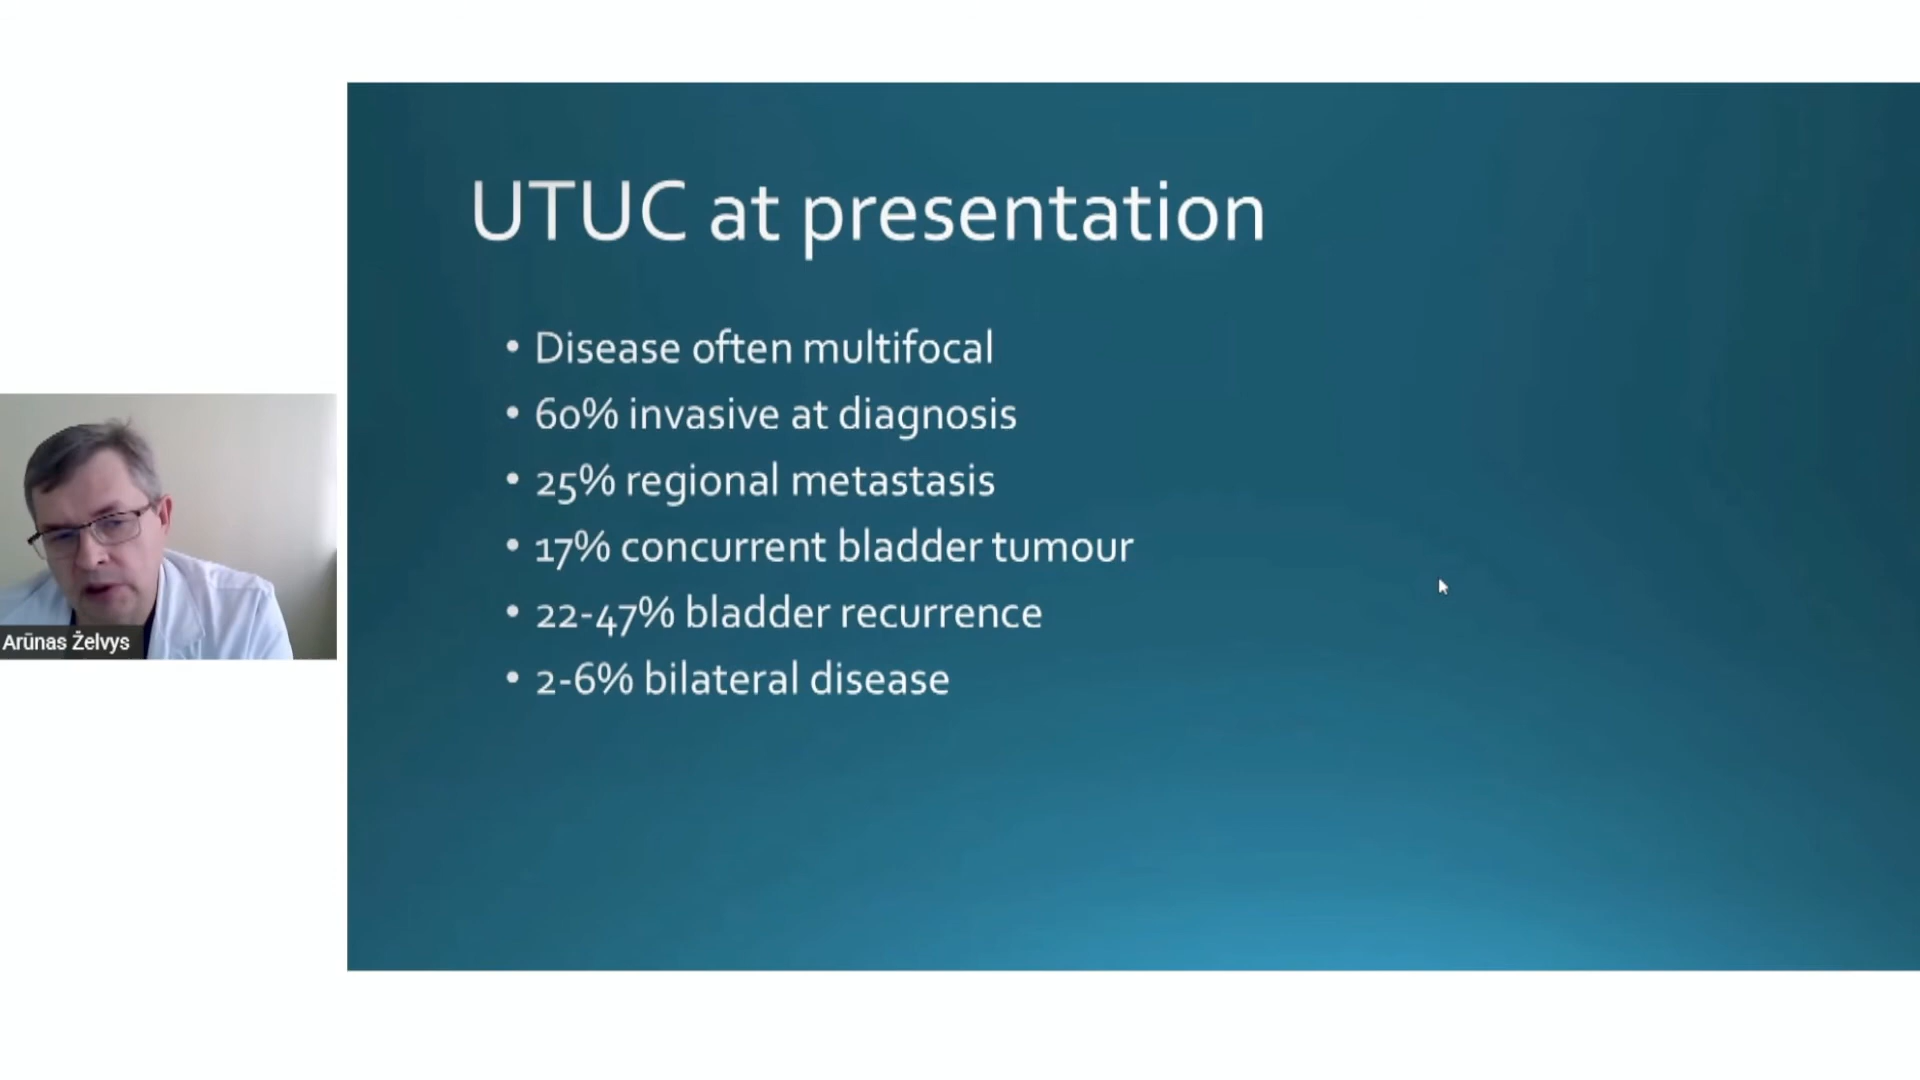 UTUC at presentation
• Disease often multifocal
• 60% invasive at diagnosis
• 25% regional metastasis
• 17% concurrent bladder tumour
• 22-47% bladder recurrence
• 2-6% bilateral disease
Arūnas Želvys